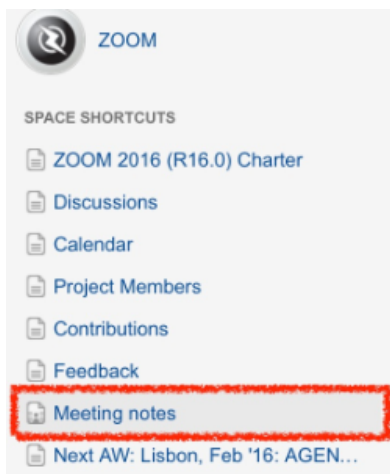 ZOOM
SPACE SHORTCUTS
ZOOM 2016 (R16.0) Charter
Discussions
Calendar
Project Members
Contributions
Feedback
Meeting notes
Next AW: Lisbon, Feb '16: AGEN...